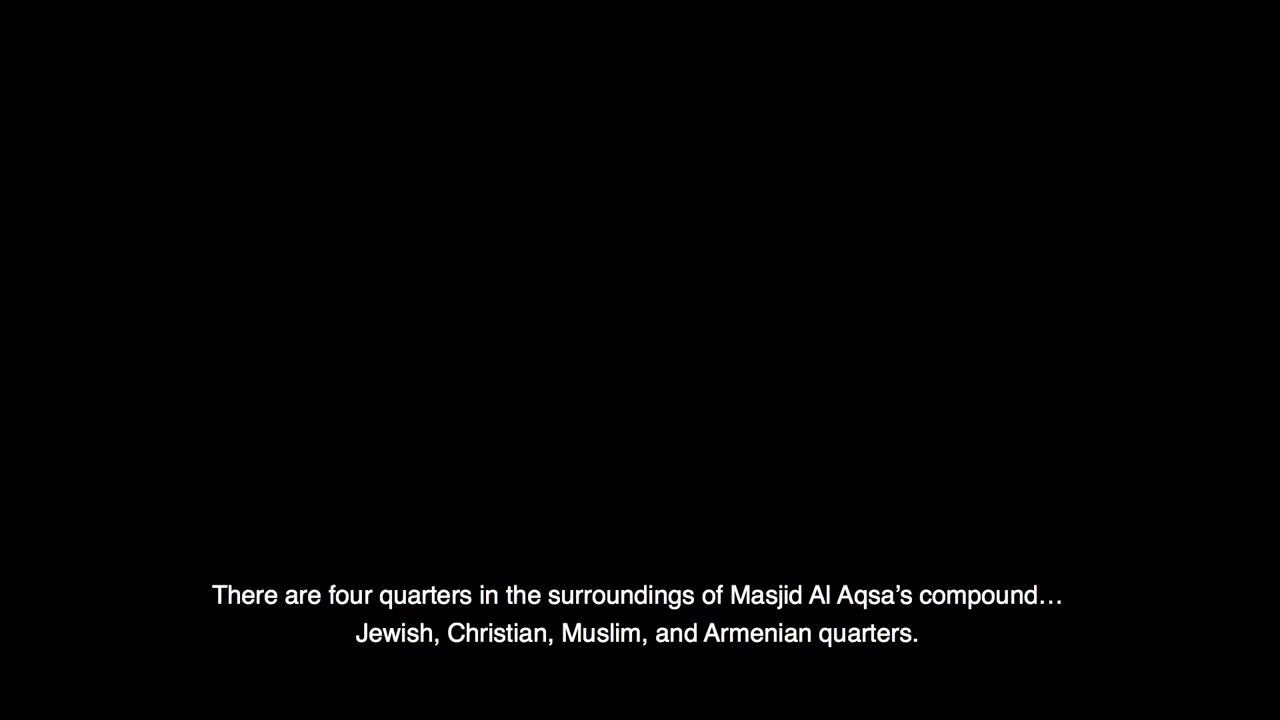 There are four quarters in the surroundings of Masjid Al Aqsa’s compound…
Jewish, Christian, Muslim, and Armenian quarters.